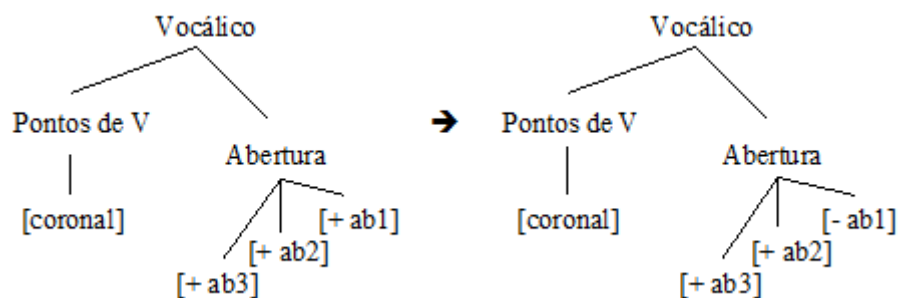 Vocálico Vocálico
Pontos de V ➔ Pontos de V
Abertura Abertura
[coronal] [+ ab1] [coronal] [- ab1]
[+ ab2] [+ ab2]
[+ ab3] [+ ab3]